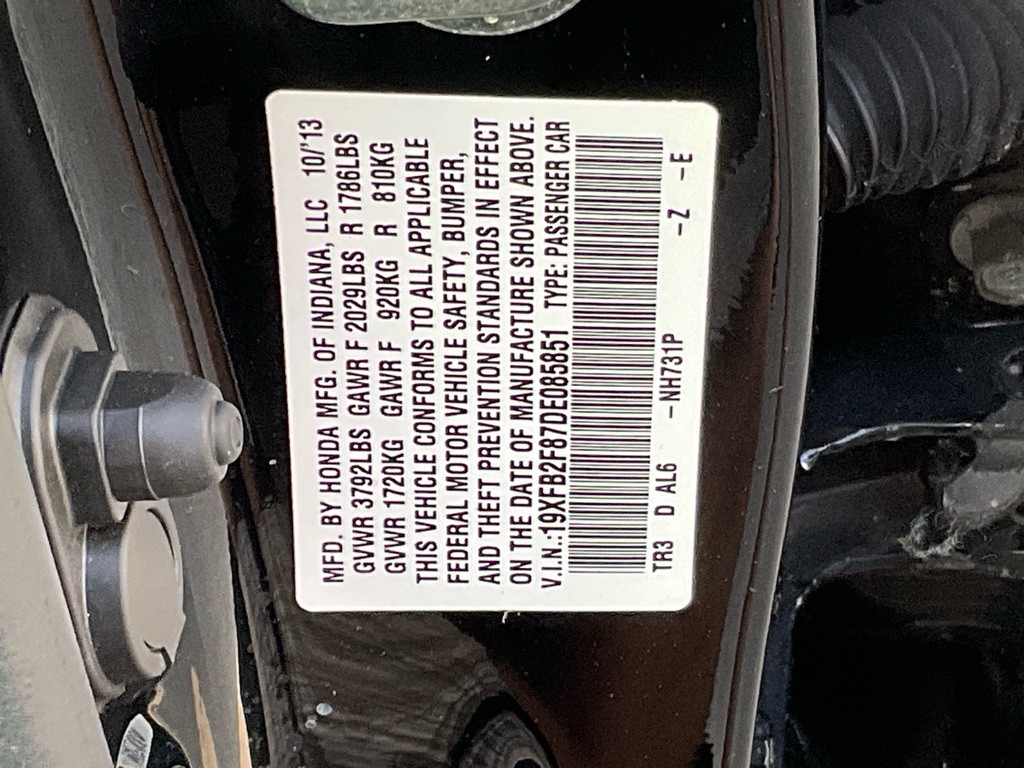 MFD. BY HONDA MFG. OF INDIANA, LLC 10/'13
GVWR 3792LBS GAWR F 2029LBS R 1786LBS
GVWR 1720KG GAWR F 920KG R 810KG
THIS VEHICLE CONFORMS TO ALL APPLICABLE
FEDERAL MOTOR VEHICLE SAFETY, BUMPER,
AND THEFT PREVENTION STANDARDS IN EFFECT
ON THE DATE OF MANUFACTURE SHOWN ABOVE.
V.I.N.:19XFB2F87DE085851 TYPE: PASSENGER CAR
TR3 D AL6 -NH731P -Z -E